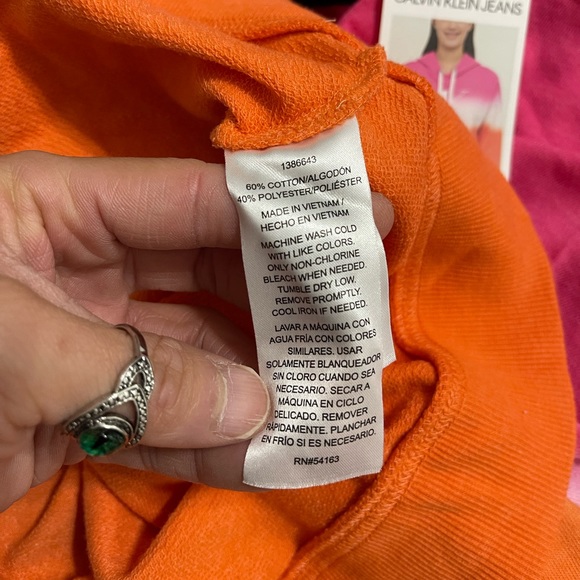 CALVIN KLEIN JEANS
1386643
60% COTTON/ALGODÓN
40% POLYESTER/POLIÉSTER
MADE IN VIETNAM /
HECHO EN VIETNAM
MACHINE WASH COLD
WITH LIKE COLORS.
ONLY NON-CHLORINE
BLEACH WHEN NEEDED.
TUMBLE DRY LOW.
REMOVE PROMPTLY.
COOL IRON IF NEEDED.
LAVAR A MÁQUINA CON
AGUA FRÍA CON COLORES
SIMILARES. USAR
SOLAMENTE BLANQUEADOR
SIN CLORO CUANDO SEA
NECESARIO. SECAR A
MÁQUINA EN CICLO
DELICADO. REMOVER
RÁPIDAMENTE. PLANCHAR
EN FRÍO SI ES NECESARIO.
RN#54163